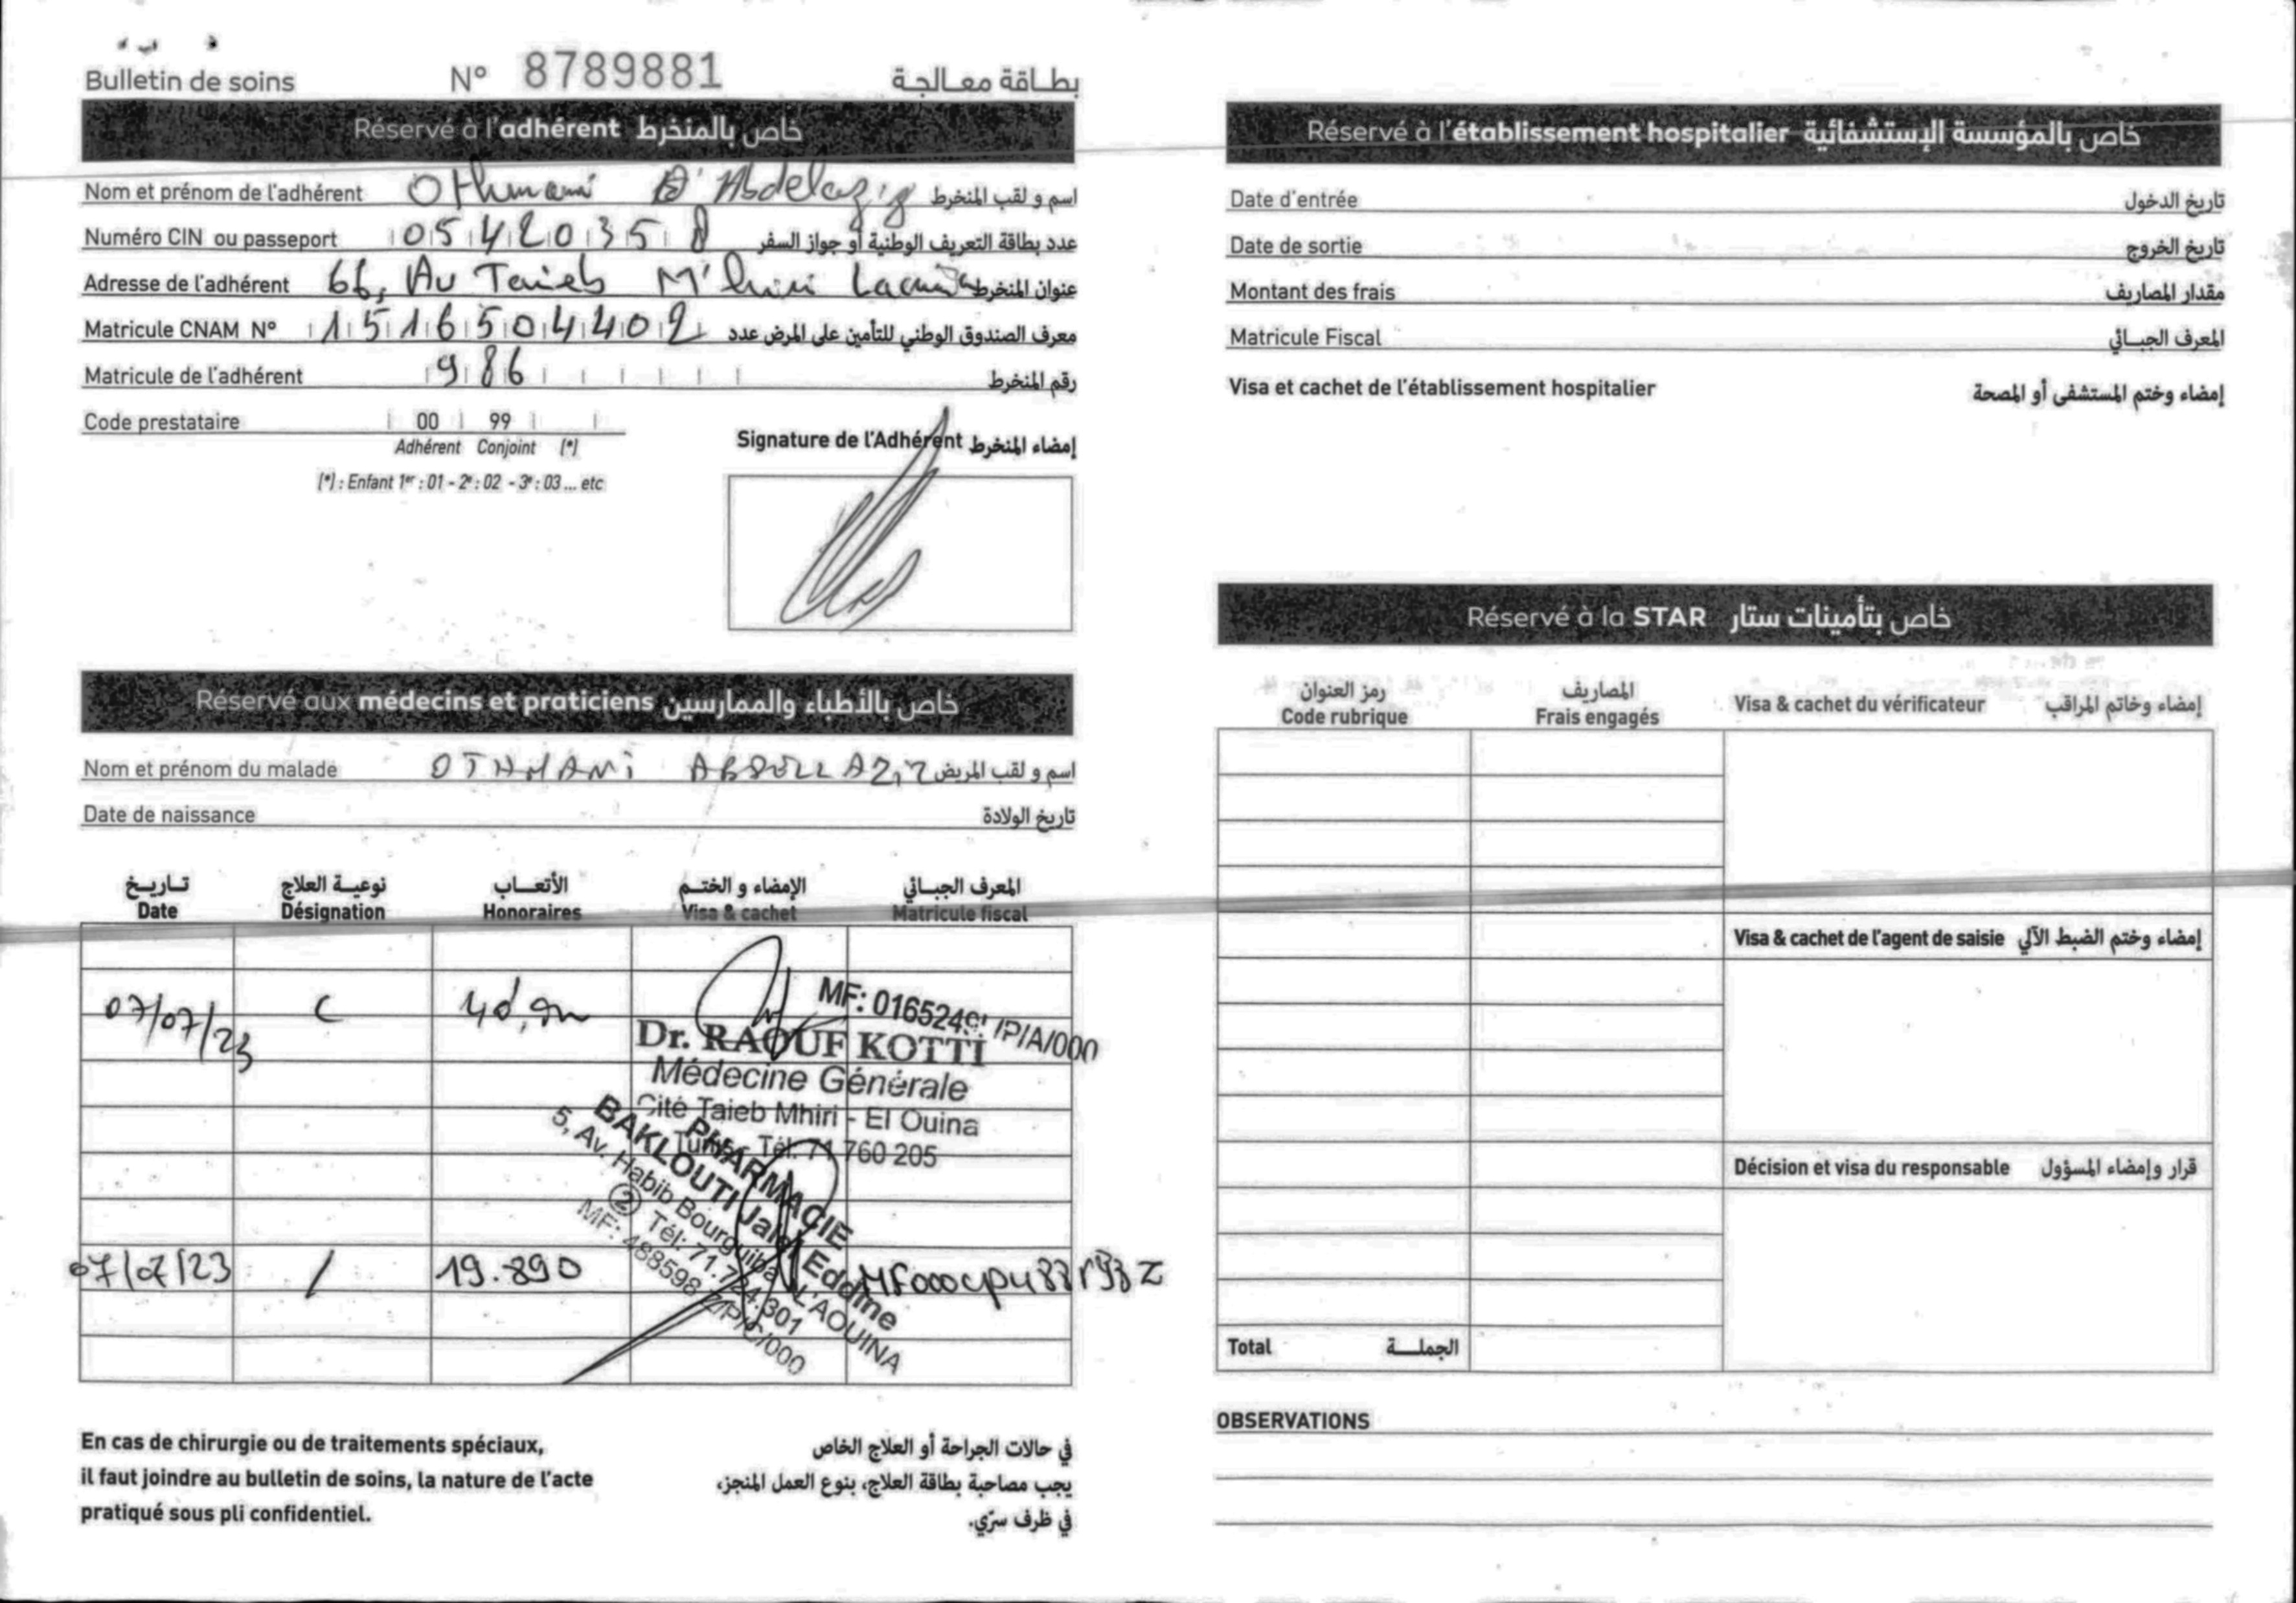 Bulletin de soins N° 8789881 بطاقة معالجة
Réservé à l'adhérent خاص بالمنخرط
Nom et prénom de l'adhérent Othmani Abdelaziz اسم و لقب المنخرط
Numéro CIN ou passeport 05420358 عدد بطاقة التعريف الوطنية أو جواز السفر
Adresse de l'adhérent 66, Av Taieb M'hiri عنوان المنخرط
Matricule CNAM N° 1516504402 معرف الصندوق الوطني للتأمين على المرض عدد
Matricule de l'adhérent 986 رقم المنخرط
Code prestataire 00 99
Adhérent Conjoint (*)
(*) : Enfant 1er : 01 - 2e : 02 - 3e : 03 ... etc
Signature de l'Adhérent إمضاء المنخرط
Réservé aux médecins et praticiens خاص بالأطباء والممارسين
Nom et prénom du malade OTHMANi ABDELLAZiZ اسم و لقب المريض
Date de naissance تاريخ الولادة
تاريخ نوعية العلاج الأتعاب الإمضاء و الختم المعرف الجبائي
Date Désignation Honoraires Visa & cachet Matricule fiscal
07/07/23 C
MF: 0165249 /P/A/000
Dr. RAOUF KOTTI
Médecine Générale
Cité Taieb Mhiri - El Ouina
Tunis Tél: 71 760 205
PHARMACIE
BAKLOUTI Jalel Eddine
5, Av. Habib Bourguiba L'AOUINA
② Tél: 71.724.301
MF: 488598 Z/P/C/000
07/07/23 / 19.890
En cas de chirurgie ou de traitements spéciaux,
il faut joindre au bulletin de soins, la nature de l'acte
pratiqué sous pli confidentiel.
في حالات الجراحة أو العلاج الخاص
يجب مصاحبة بطاقة العلاج، بنوع العمل المنجز،
في ظرف سرّي.
Réservé à l'établissement hospitalier خاص بالمؤسسة الإستشفائية
Date d'entrée تاريخ الدخول
Date de sortie تاريخ الخروج
Montant des frais مقدار المصاريف
Matricule Fiscal المعرف الجبائي
Visa et cachet de l'établissement hospitalier إمضاء وختم المستشفى أو المصحة
Réservé à la STAR خاص بتأمينات ستار
رمز العنوان المصاريف
Code rubrique Frais engagés Visa & cachet du vérificateur إمضاء وخاتم المراقب
Visa & cachet de l'agent de saisie إمضاء وختم الضبط الآلي
Décision et visa du responsable قرار وإمضاء المسؤول
Total الجملة
OBSERVATIONS